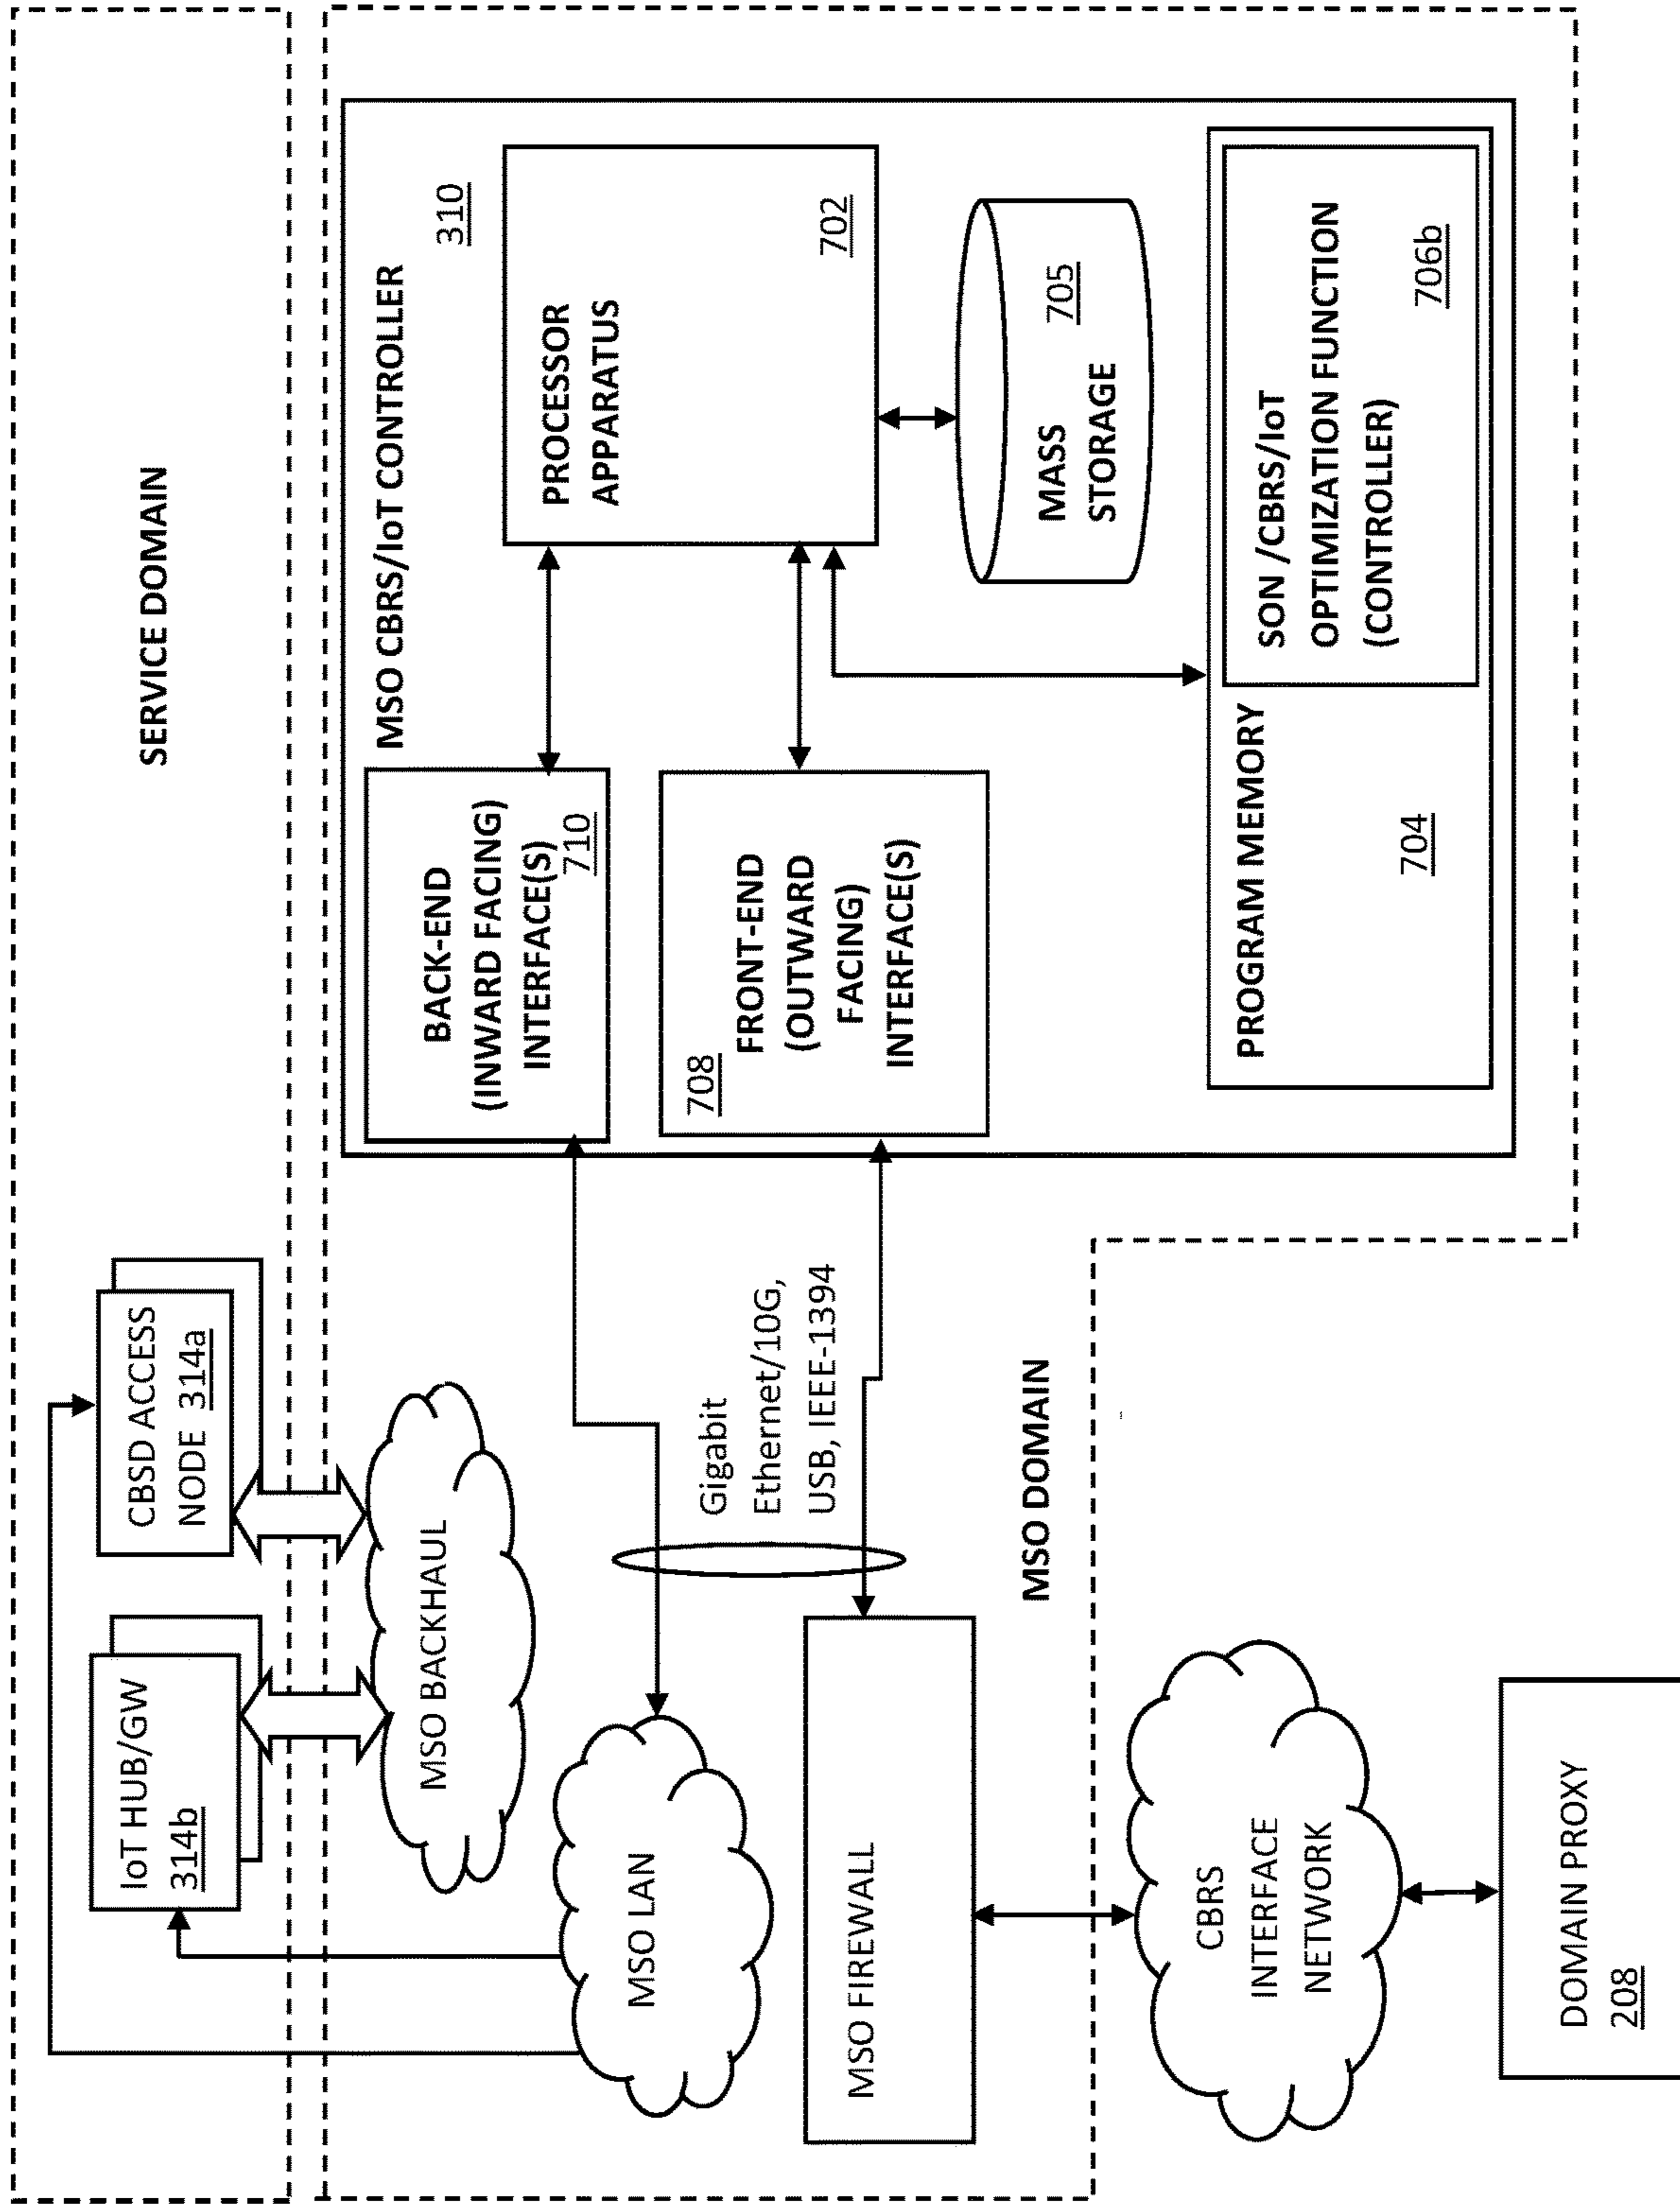 SERVICE DOMAIN
IoT HUB/GW
314b
CBSD ACCESS
NODE 314a
MSO BACKHAUL
MSO LAN
Gigabit
Ethernet/10G,
USB, IEEE-1394
MSO FIREWALL
MSO DOMAIN
CBRS
INTERFACE
NETWORK
DOMAIN PROXY
208
MSO CBRS/IoT CONTROLLER
310
BACK-END
(INWARD FACING)
INTERFACE(S)
710
PROCESSOR
APPARATUS
702
708
FRONT-END
(OUTWARD
FACING)
INTERFACE(S)
MASS
STORAGE
705
PROGRAM MEMORY
704
SON /CBRS/IoT
OPTIMIZATION FUNCTION
(CONTROLLER)
706b